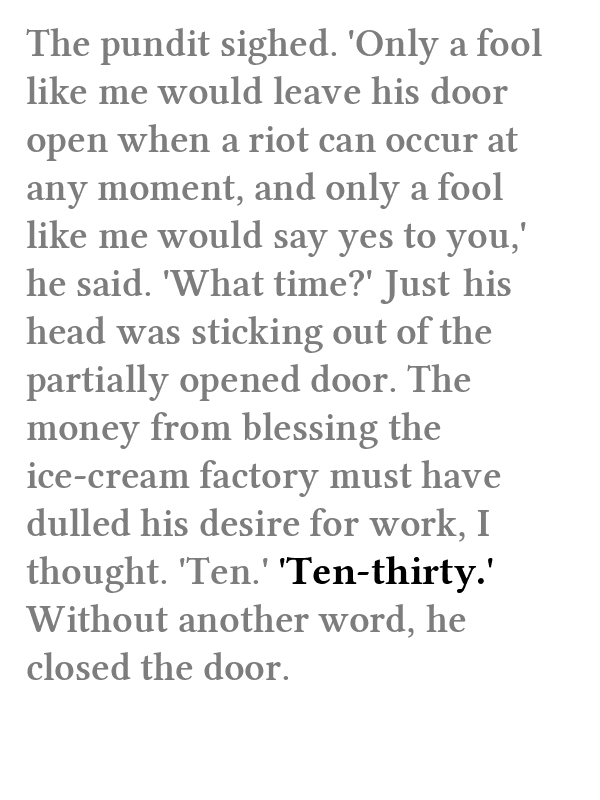 The pundit sighed. 'Only a fool
like me would leave his door
open when a riot can occur at
any moment, and only a fool
like me would say yes to you,'
he said. 'What time?' Just his
head was sticking out of the
partially opened door. The
money from blessing the
ice-cream factory must have
dulled his desire for work, I
thought. 'Ten.' 'Ten-thirty.'
Without another word, he
closed the door.